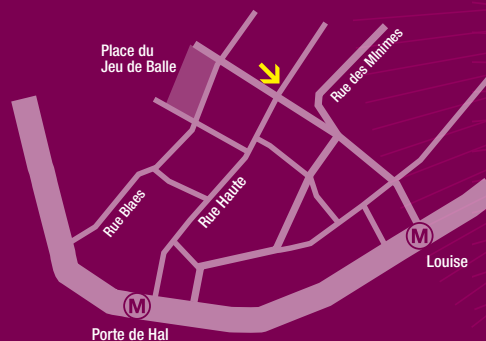 Place du
Jeu de Balle
Rue des Minimes
Rue Blaes
Rue Haute
M
Louise
M
Porte de Hal